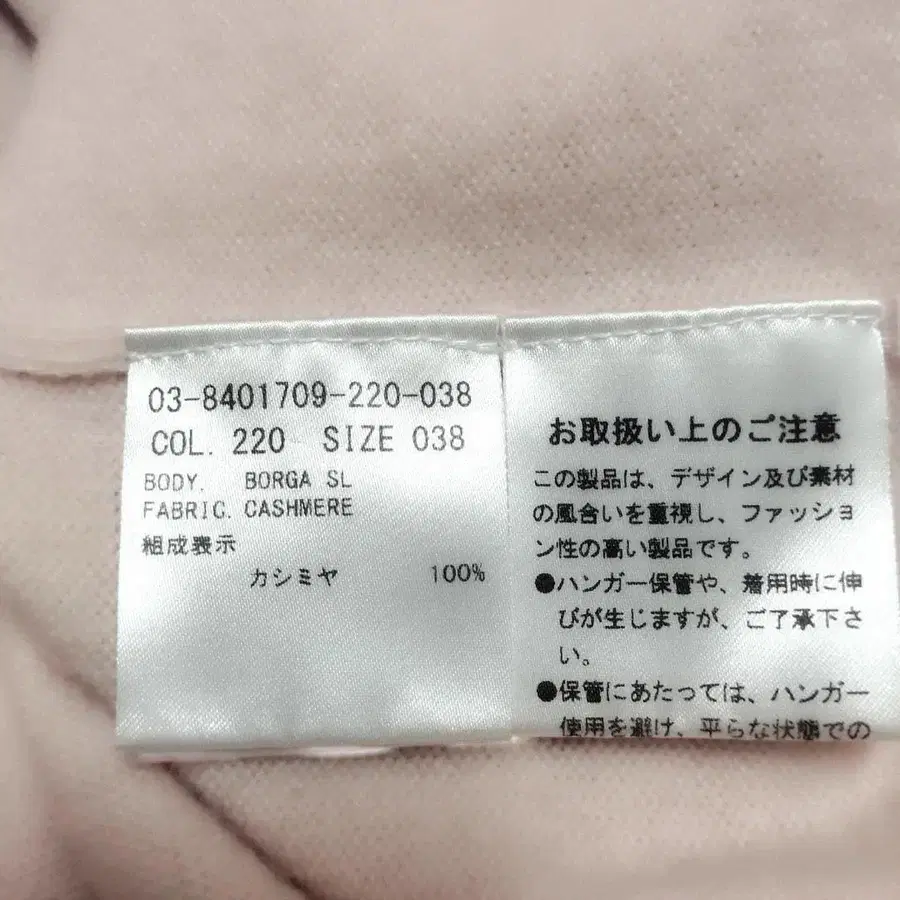 03-8401709-220-038
COL. 220 SIZE 038
BODY. BORGA SL
FABRIC. CASHMERE
組成表示
カシミヤ 100%
お取扱い上のご注意
この製品は、デザイン及び素材
の風合いを重視し、ファッショ
ン性の高い製品です。
●ハンガー保管や、着用時に伸
びが生じますが、ご了承下さ
い。
●保管にあたっては、ハンガー
使用を避け、平らな状態での